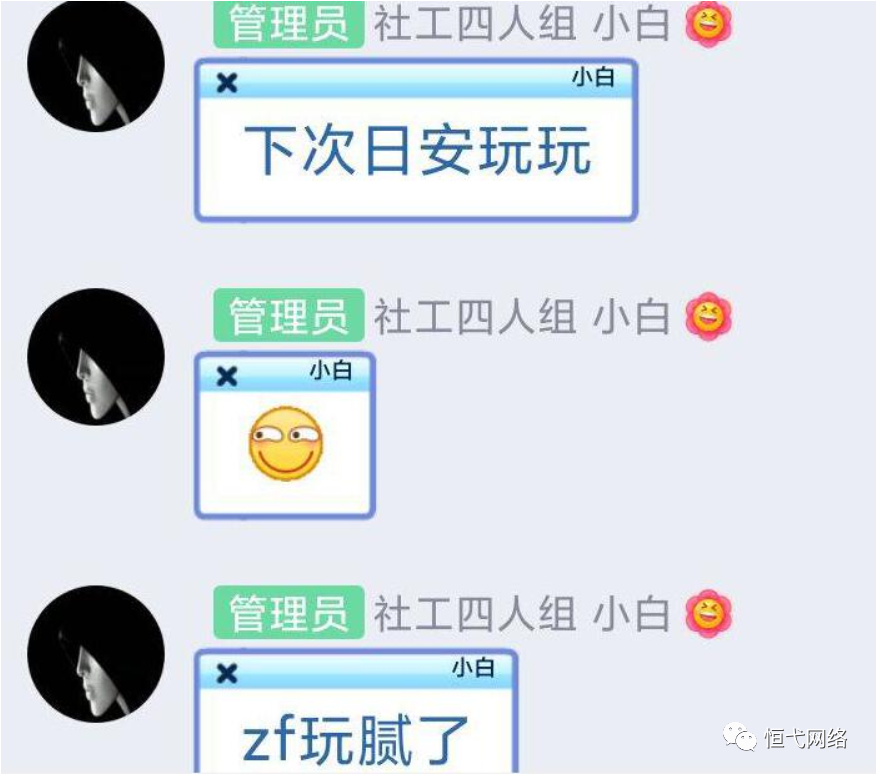 管理员 社工四人组 小白
小白
下次日安玩玩
管理员 社工四人组 小白
小白
管理员 社工四人组 小白
小白
zf玩腻了
恒弋网络